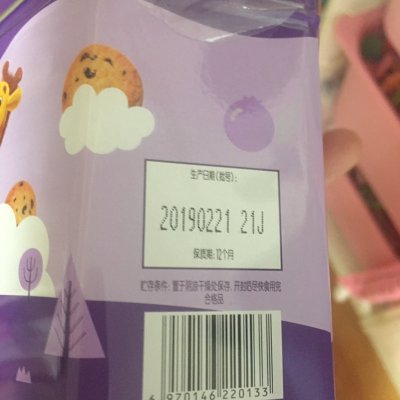 生产日期(批号):
20190221 21J
保质期:12个月
贮存条件:置于阴凉干燥处保存,开封后尽快食用完
合格品
6 970146 220133